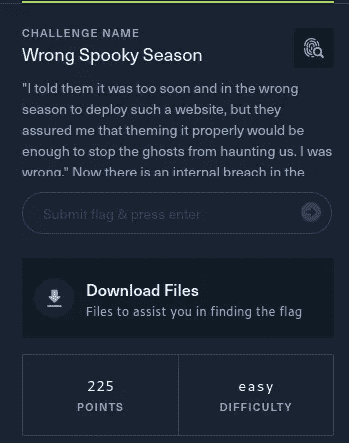 CHALLENGE NAME
Wrong Spooky Season
"I told them it was too soon and in the wrong
season to deploy such a website, but they
assured me that theming it properly would be
enough to stop the ghosts from haunting us. I was
wrong." Now there is an internal breach in the
Submit flag & press enter
Download Files
Files to assist you in finding the flag
225
POINTS
easy
DIFFICULTY